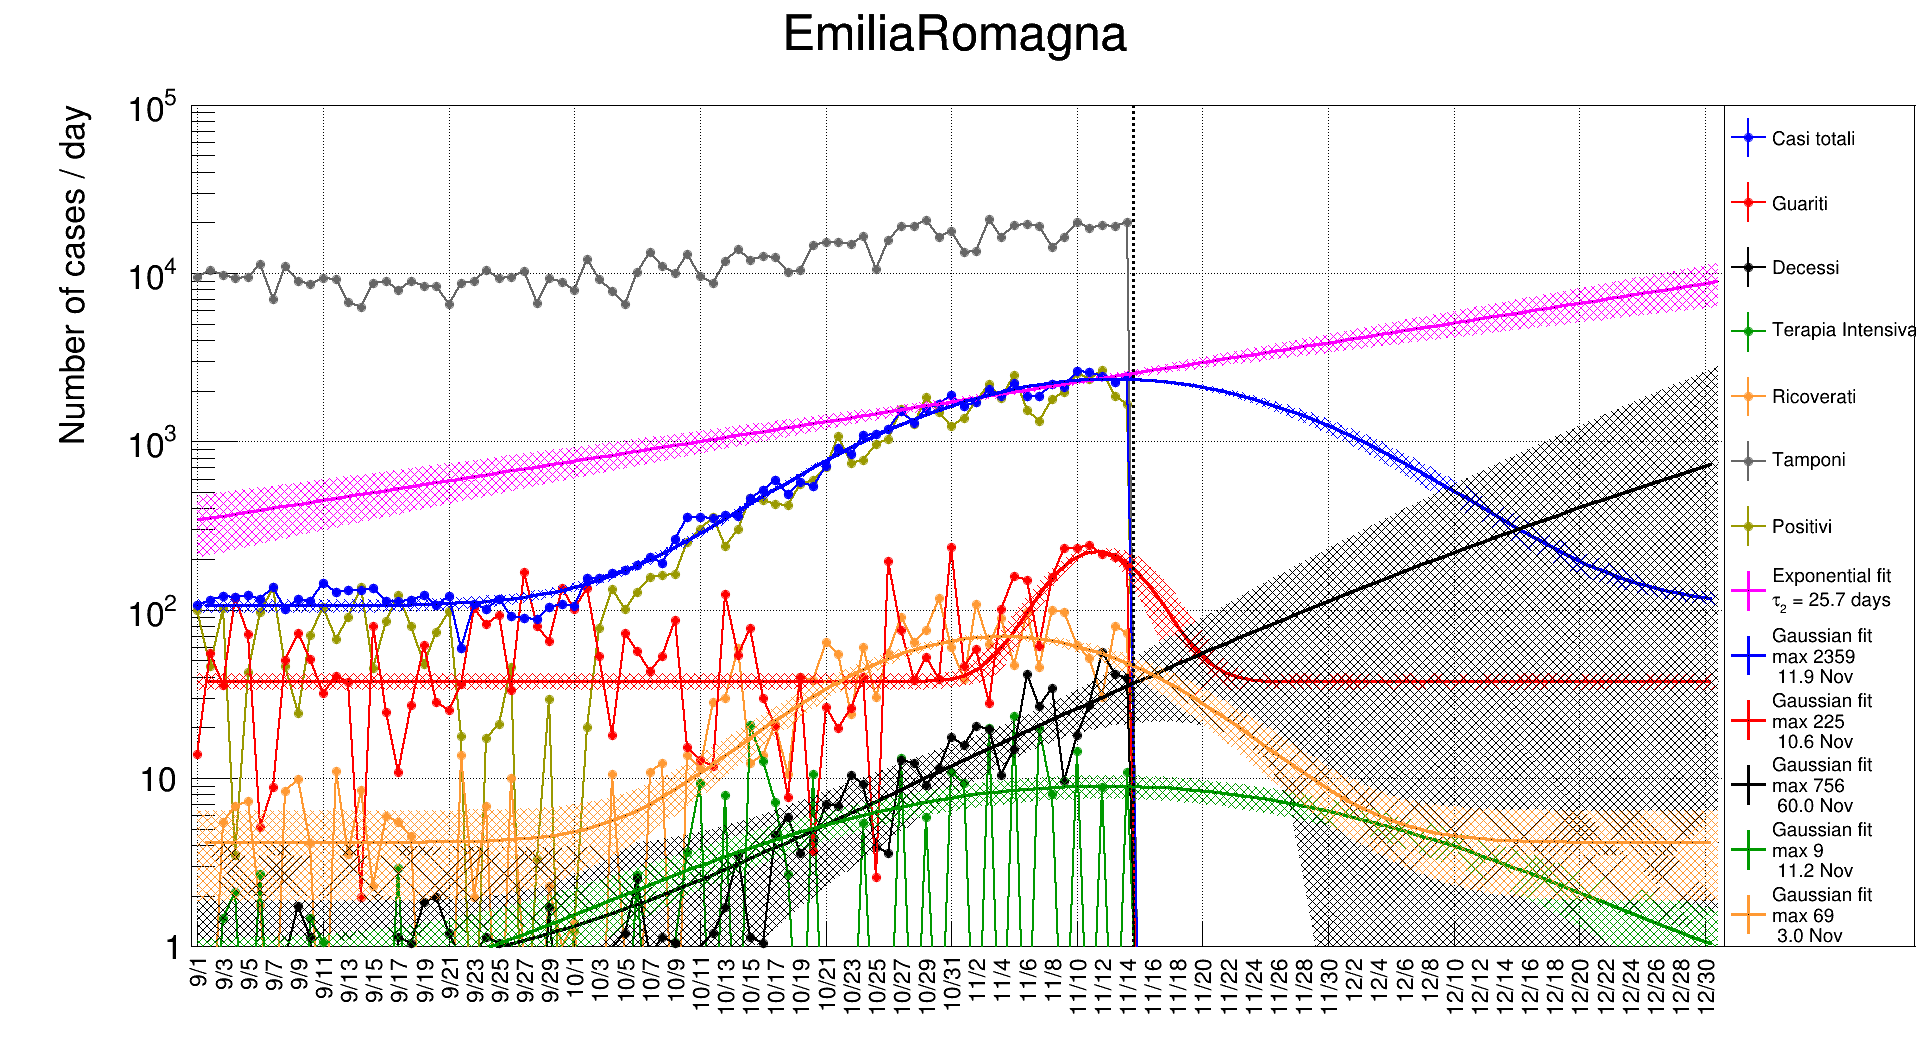 EmiliaRomagna
Number of cases / day
10^5
10^4
10^3
10^2
10
1
9/1 9/3 9/5 9/7 9/9 9/11 9/13 9/15 9/17 9/19 9/21 9/23 9/25 9/27 9/29 10/1 10/3 10/5 10/7 10/9 10/11 10/13 10/15 10/17 10/19 10/21 10/23 10/25 10/27 10/29 10/31 11/2 11/4 11/6 11/8 11/10 11/12 11/14 11/16 11/18 11/20 11/22 11/24 11/26 11/28 11/30 12/2 12/4 12/6 12/8 12/10 12/12 12/14 12/16 12/18 12/20 12/22 12/24 12/26 12/28 12/30
Casi totali
Guariti
Decessi
Terapia Intensiva
Ricoverati
Tamponi
Positivi
Exponential fit
τ₂ = 25.7 days
Gaussian fit
max 2359
11.9 Nov
Gaussian fit
max 225
10.6 Nov
Gaussian fit
max 756
60.0 Nov
Gaussian fit
max 9
11.2 Nov
Gaussian fit
max 69
3.0 Nov